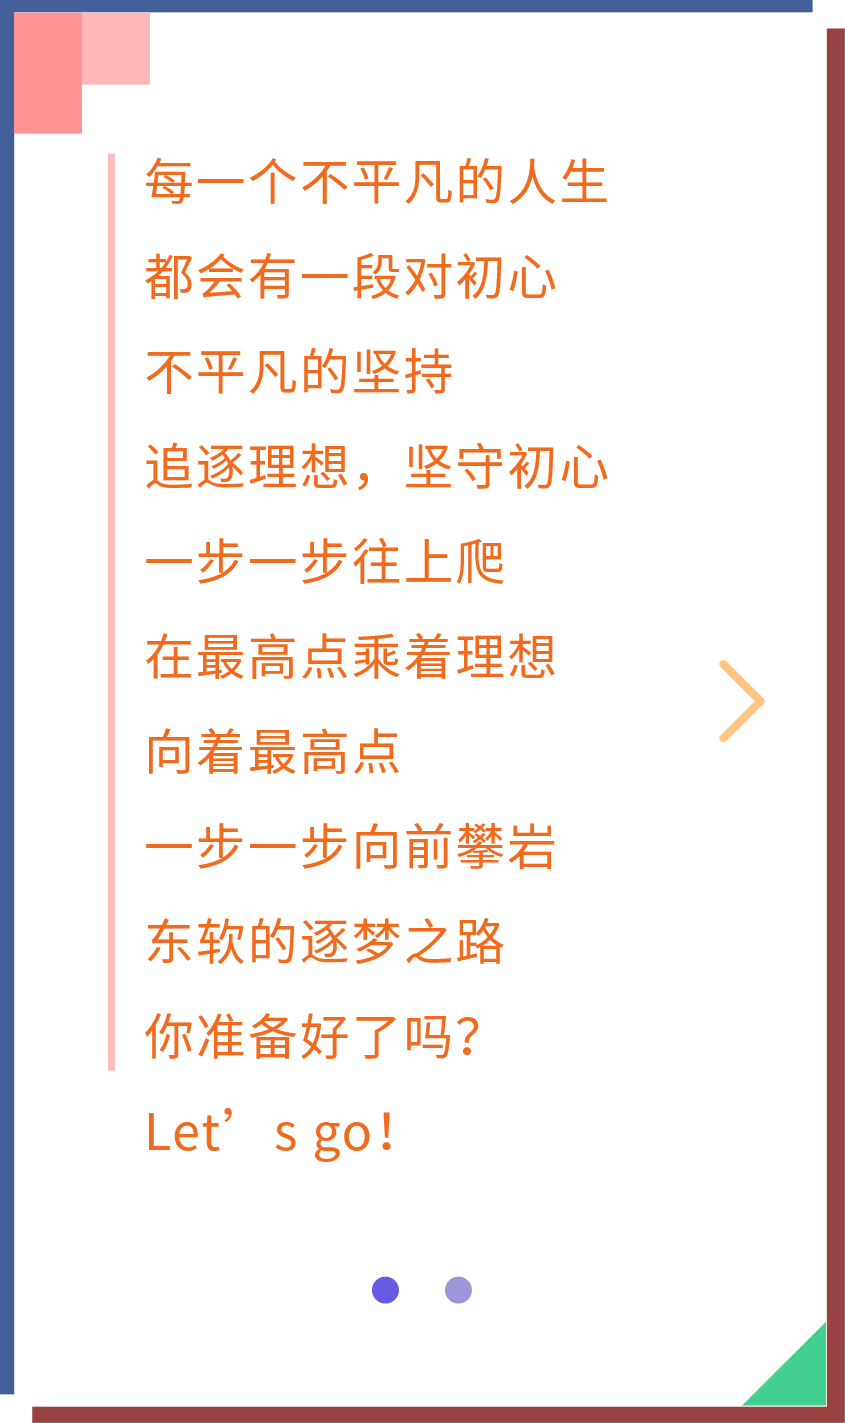 每一个不平凡的人生
都会有一段对初心
不平凡的坚持
追逐理想，坚守初心
一步一步往上爬
在最高点乘着理想
向着最高点
一步一步向前攀岩
东软的逐梦之路
你准备好了吗？
Let’s go！